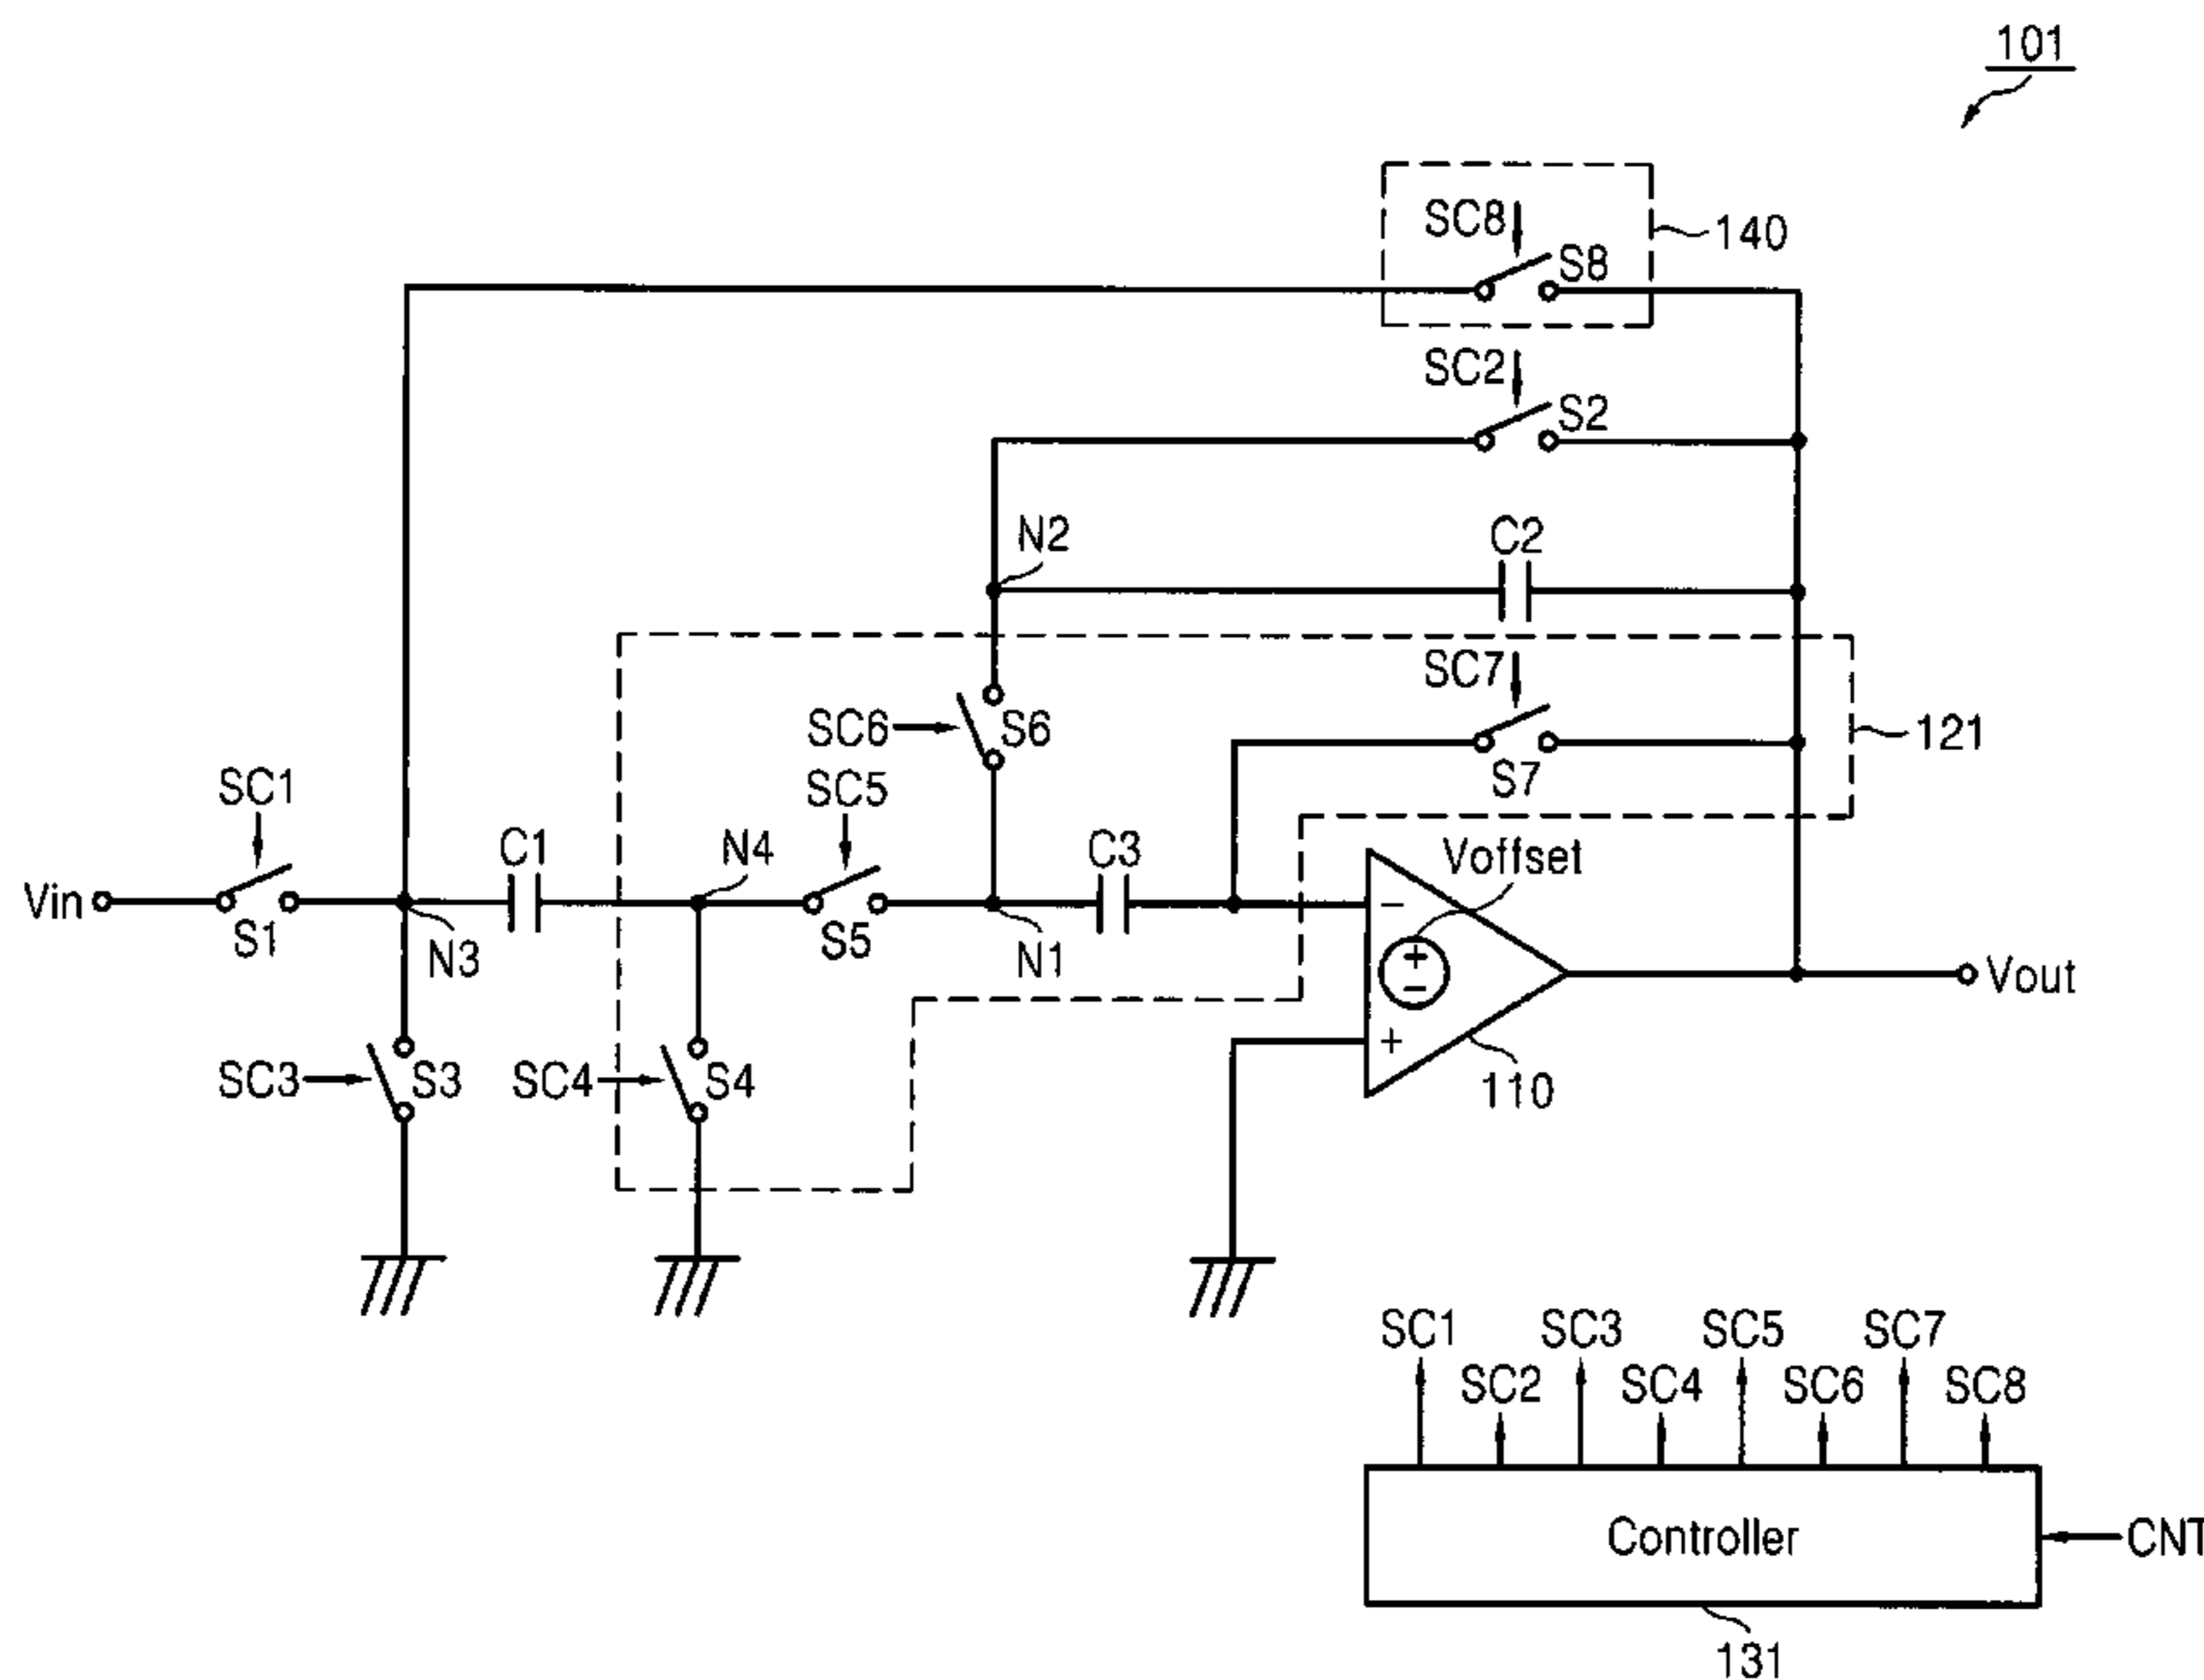 101
SC8
S8
140
SC2
S2
N2
C2
SC7
SC6
S6
121
SC1
SC5
S7
C1
N4
C3
Voffset
Vin
S1
N3
S5
N1
−
+
−
Vout
SC3
S3
SC4
S4
+
110
SC1
SC3
SC5
SC7
SC2
SC4
SC6
SC8
Controller
CNT
131